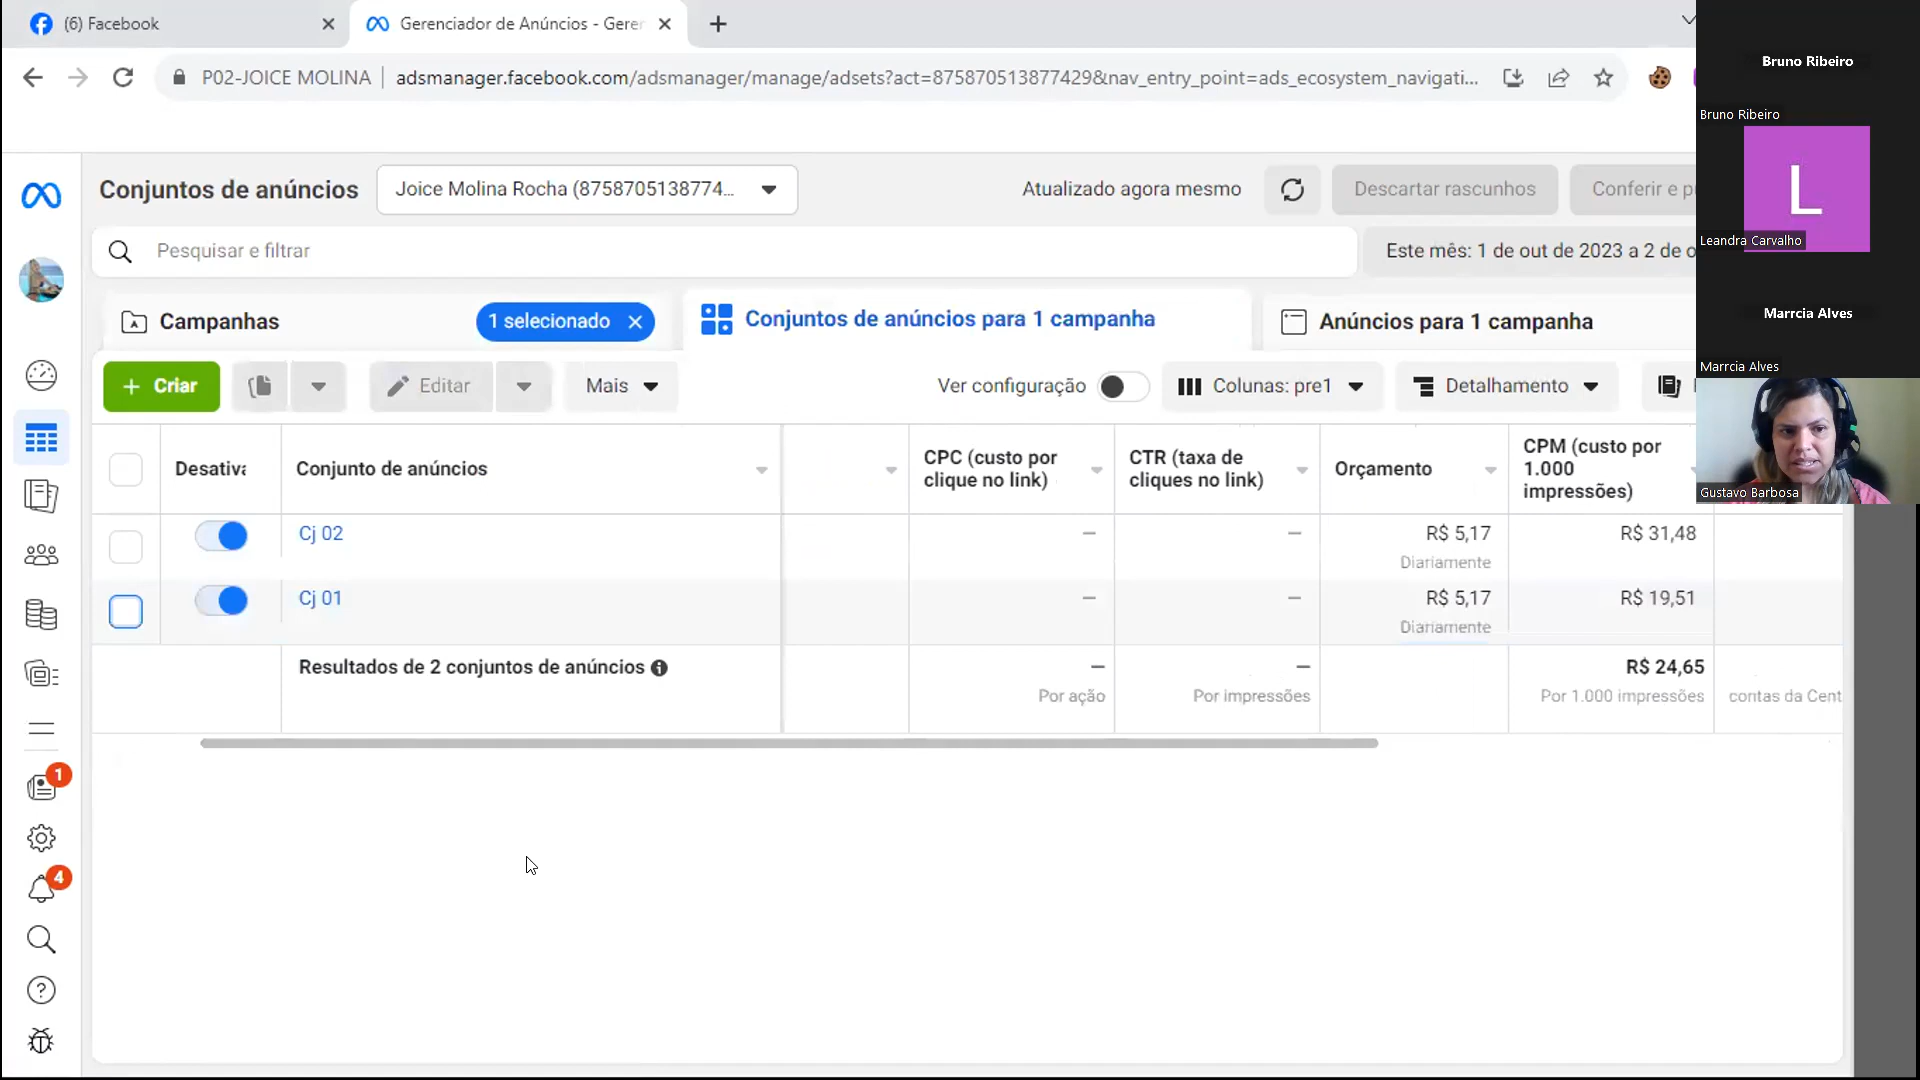 (6) Facebook
Gerenciador de Anúncios - Geren
P02-JOICE MOLINA
adsmanager.facebook.com/adsmanager/manage/adsets?act=875870513877429&nav_entry_point=ads_ecosystem_navigati...
Bruno Ribeiro
Bruno Ribeiro
L
Leandra Carvalho
Marrcia Alves
Marrcia Alves
Gustavo Barbosa
Conjuntos de anúncios
Joice Molina Rocha (87587051387774...
Atualizado agora mesmo
Descartar rascunhos
Conferir e p
Pesquisar e filtrar
Este mês: 1 de out de 2023 a 2 de o
Campanhas
1 selecionado
Conjuntos de anúncios para 1 campanha
Anúncios para 1 campanha
+ Criar
Editar
Mais
Ver configuração
Colunas: pre1
Detalhamento
Desativa
Conjunto de anúncios
CPC (custo por clique no link)
CTR (taxa de cliques no link)
Orçamento
CPM (custo por 1.000 impressões)
Cj 02
—
—
R$ 5,17
Diariamente
R$ 31,48
Cj 01
—
—
R$ 5,17
Diariamente
R$ 19,51
Resultados de 2 conjuntos de anúncios
—
Por ação
—
Por impressões
R$ 24,65
Por 1.000 impressões
contas da Cent
1
4